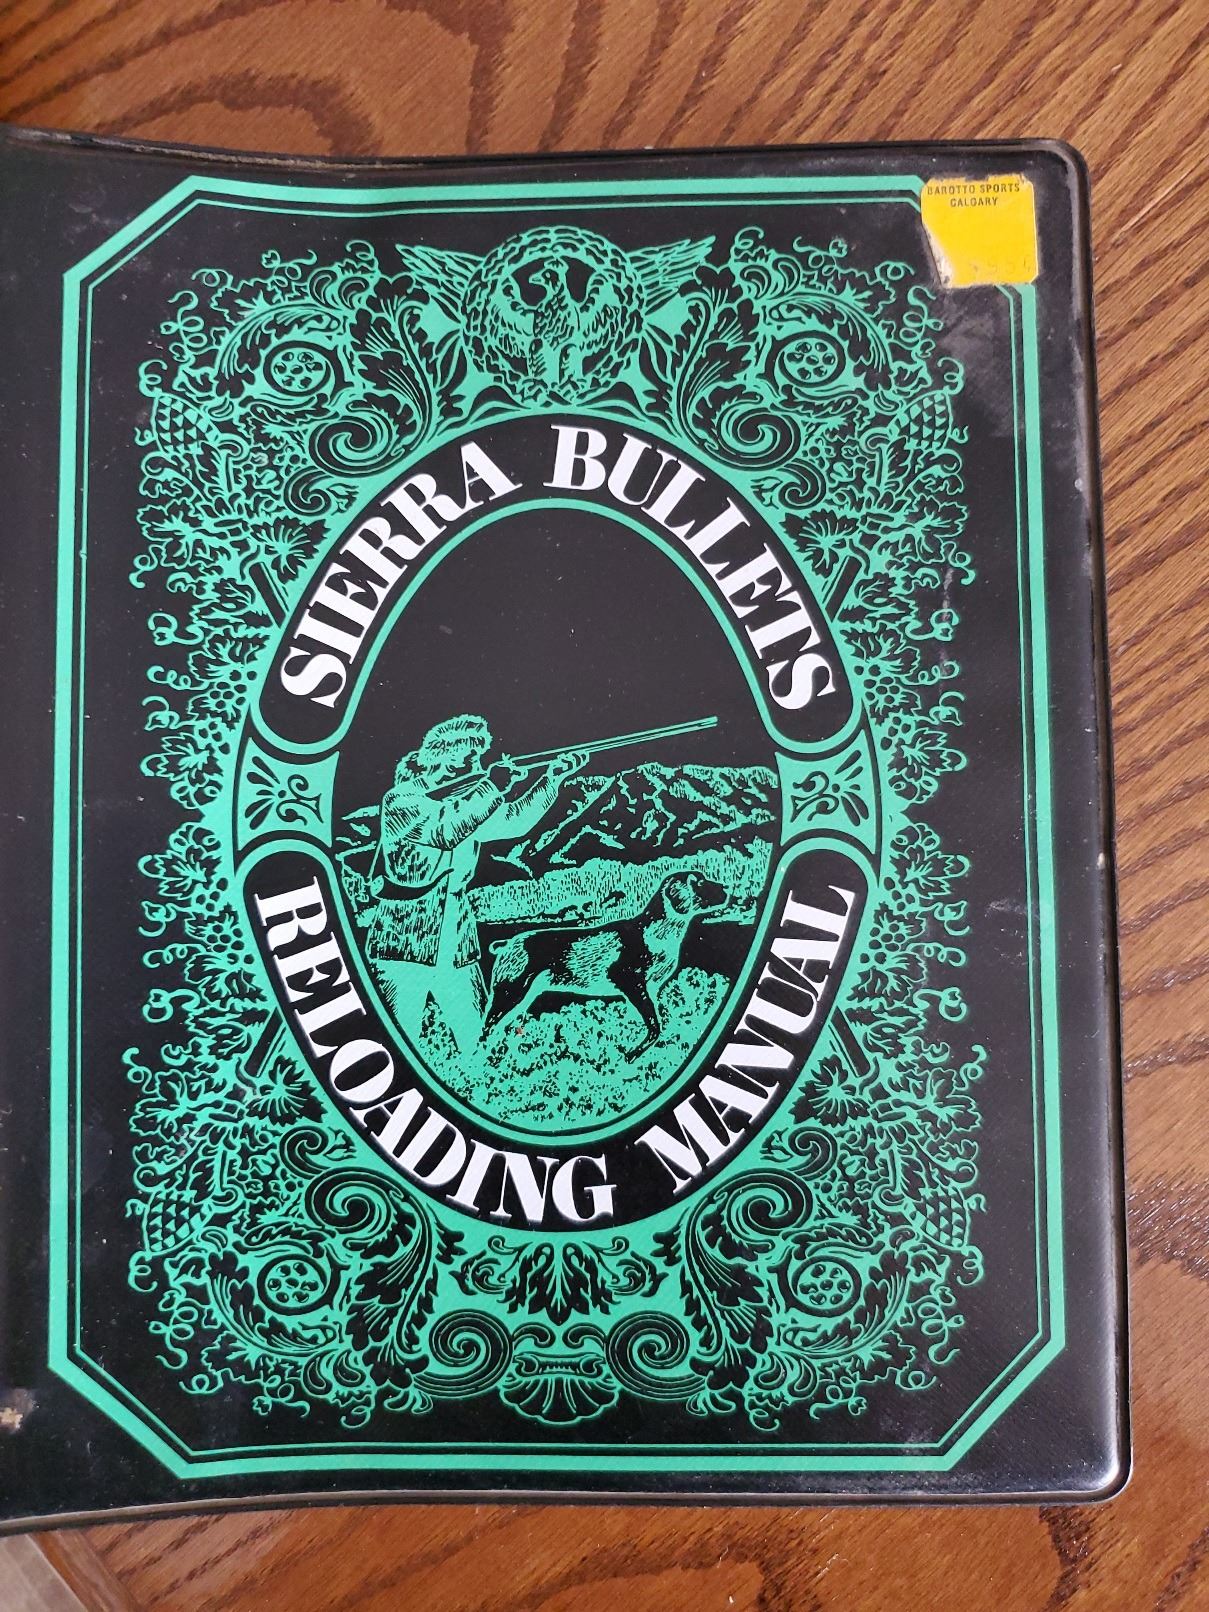 BAROTTO SPORTS
CALGARY
SIERRA BULLETS
RELOADING MANUAL